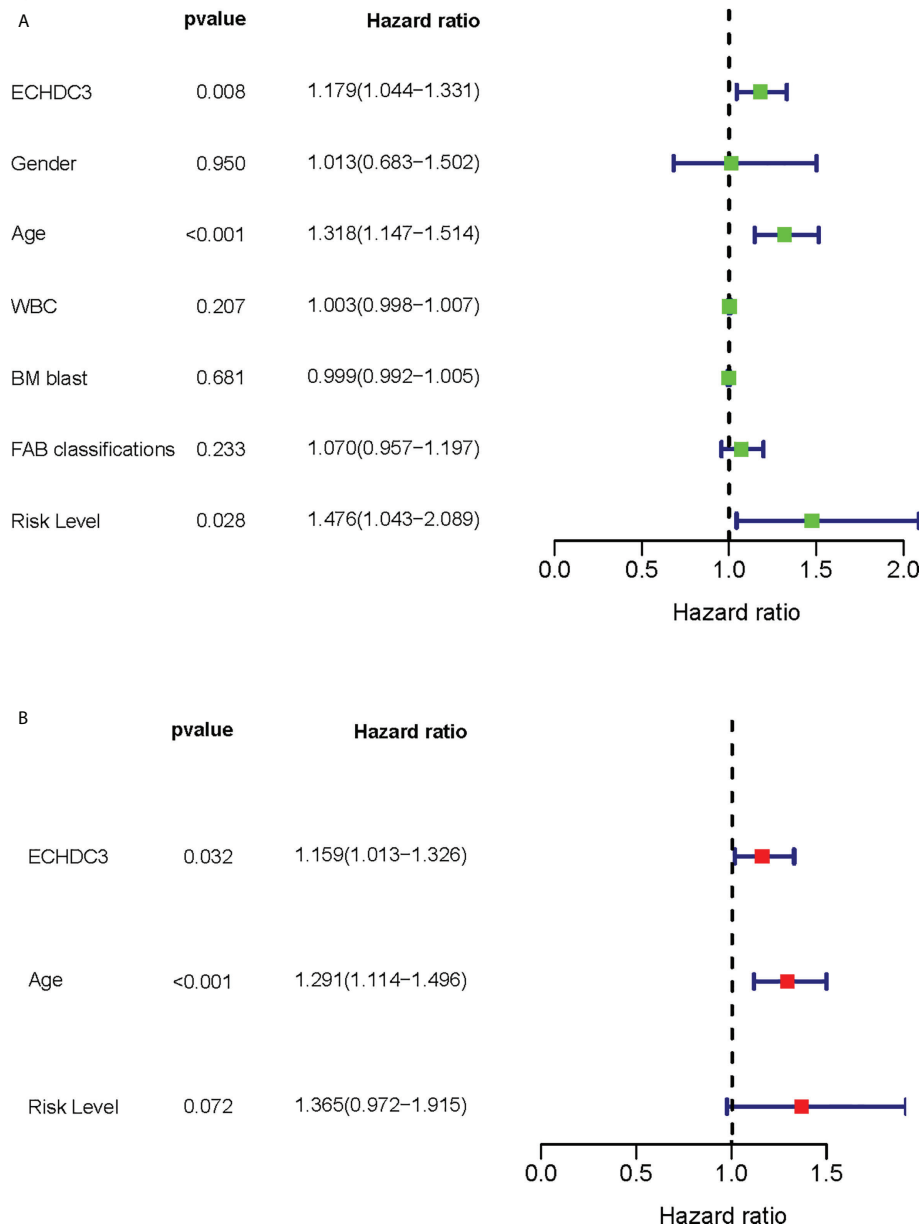 A
pvalue Hazard ratio
ECHDC3 0.008 1.179(1.044−1.331)
Gender 0.950 1.013(0.683−1.502)
Age <0.001 1.318(1.147−1.514)
WBC 0.207 1.003(0.998−1.007)
BM blast 0.681 0.999(0.992−1.005)
FAB classifications 0.233 1.070(0.957−1.197)
Risk Level 0.028 1.476(1.043−2.089)
0.0 0.5 1.0 1.5 2.0
Hazard ratio
B
pvalue Hazard ratio
ECHDC3 0.032 1.159(1.013−1.326)
Age <0.001 1.291(1.114−1.496)
Risk Level 0.072 1.365(0.972−1.915)
0.0 0.5 1.0 1.5
Hazard ratio